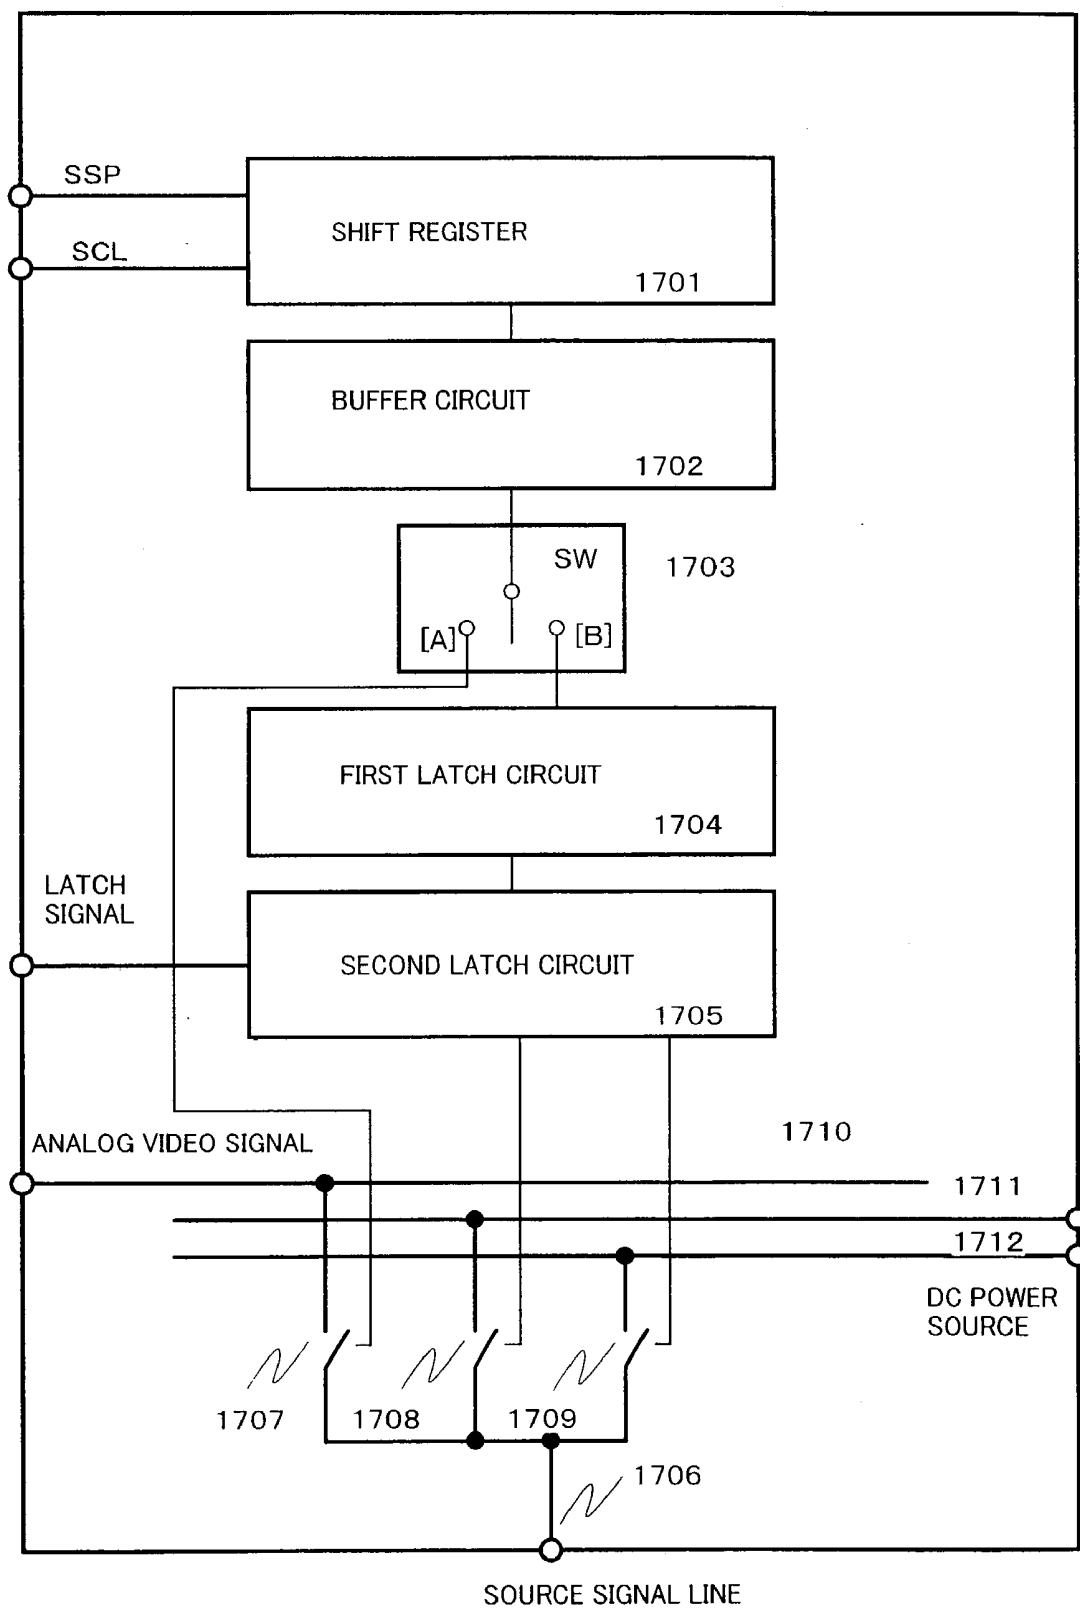 SSP
SCL
SHIFT REGISTER
1701
BUFFER CIRCUIT
1702
SW
1703
[A]
[B]
FIRST LATCH CIRCUIT
1704
LATCH
SIGNAL
SECOND LATCH CIRCUIT
1705
ANALOG VIDEO SIGNAL
1710
1711
1712
DC POWER
SOURCE
1707
1708
1709
1706
SOURCE SIGNAL LINE